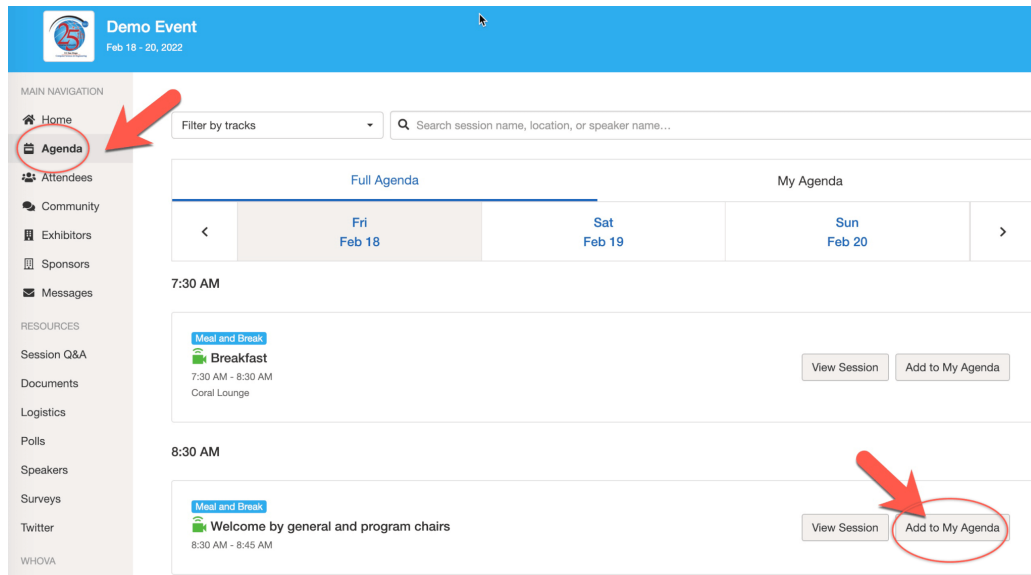 25
Demo Event
Feb 18 - 20, 2022
MAIN NAVIGATION
Home
Agenda
Attendees
Community
Exhibitors
Sponsors
Messages
RESOURCES
Session Q&A
Documents
Logistics
Polls
Speakers
Surveys
Twitter
WHOVA
Filter by tracks
Search session name, location, or speaker name...
Full Agenda
My Agenda
Fri
Feb 18
Sat
Feb 19
Sun
Feb 20
7:30 AM
Meal and Break
Breakfast
7:30 AM - 8:30 AM
Coral Lounge
View Session
Add to My Agenda
8:30 AM
Meal and Break
Welcome by general and program chairs
8:30 AM - 8:45 AM
View Session
Add to My Agenda